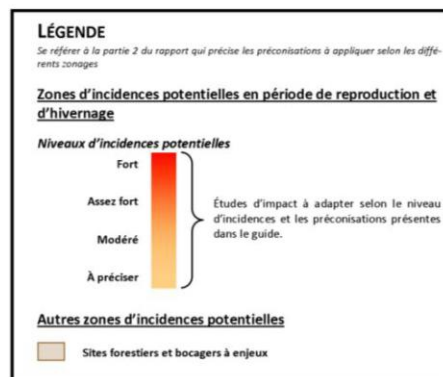 LÉGENDE
Se référer à la partie 2 du rapport qui précise les préconisations à appliquer selon les diffé-
rents zonages
Zones d'incidences potentielles en période de reproduction et
d'hivernage
Niveaux d'incidences potentielles
Fort
Assez fort
Modéré
À préciser
Études d'impact à adapter selon le niveau
d'incidences et les préconisations présentes
dans le guide.
Autres zones d'incidences potentielles
Sites forestiers et bocagers à enjeux